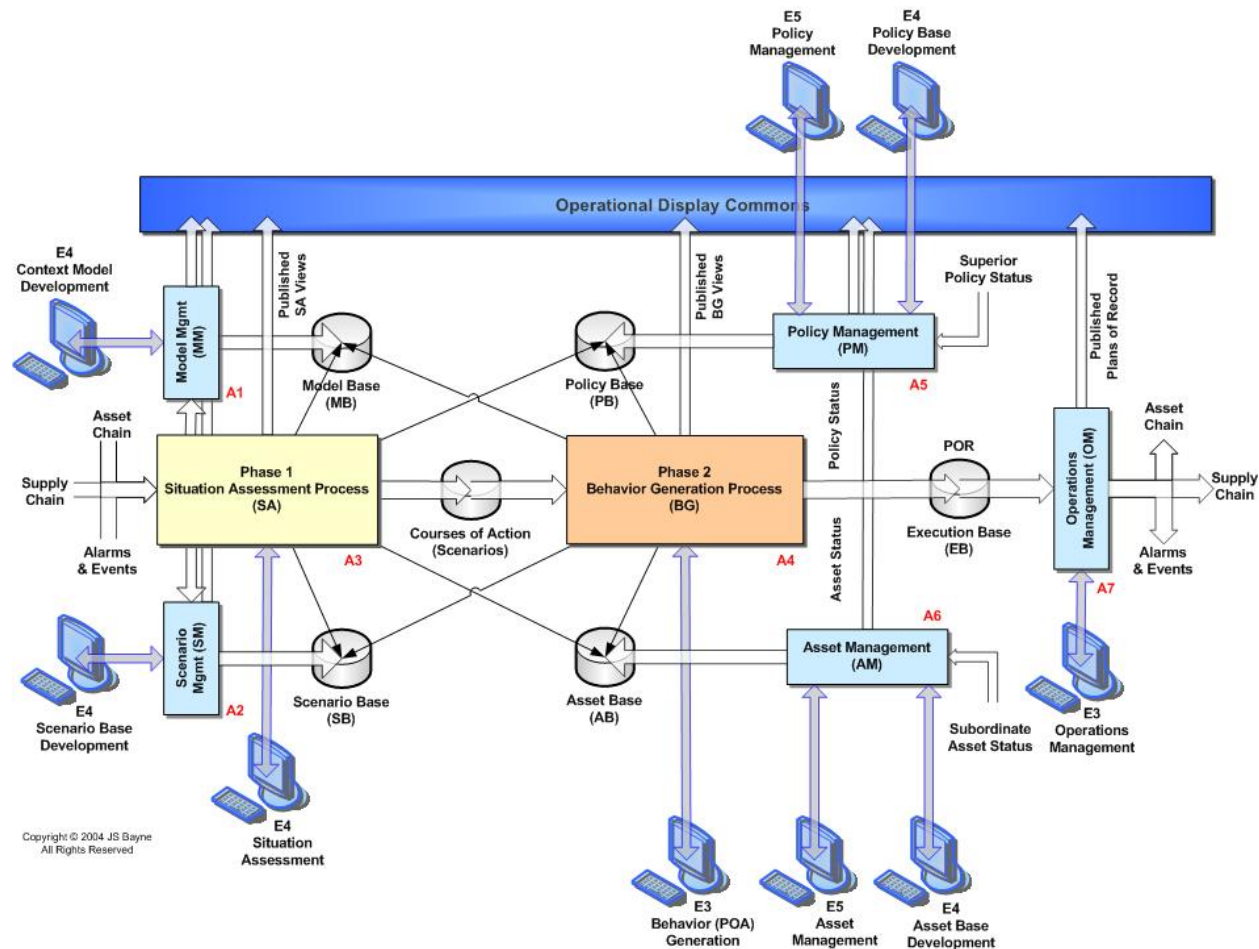 E5
Policy
Management
E4
Policy Base
Development
Operational Display Commons
E4
Context Model
Development
Model Mgmt
(MM)
A1
Published
SA Views
Model Base
(MB)
Policy Base
(PB)
Published
BG Views
Policy Management
(PM)
A5
Superior
Policy Status
Published
Plans of Record
Asset
Chain
Supply
Chain
Alarms
& Events
Phase 1
Situation Assessment Process
(SA)
A3
Courses of Action
(Scenarios)
Phase 2
Behavior Generation Process
(BG)
A4
Policy Status
Asset Status
POR
Execution Base
(EB)
Operations
Management (OM)
A7
Asset
Chain
Supply
Chain
Alarms
& Events
Scenario
Mgmt (SM)
A2
E4
Scenario Base
Development
Scenario Base
(SB)
Asset Base
(AB)
A6
Asset Management
(AM)
Subordinate
Asset Status
E3
Operations
Management
Copyright © 2004 JS Bayne
All Rights Reserved
E4
Situation
Assessment
E3
Behavior (POA)
Generation
E5
Asset
Management
E4
Asset Base
Development